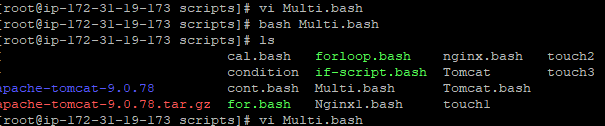 [root@ip-172-31-19-173 scripts]# vi Multi.bash
[root@ip-172-31-19-173 scripts]# bash Multi.bash
[root@ip-172-31-19-173 scripts]# ls
[ cal.bash forloop.bash nginx.bash touch2
- condition if-script.bash Tomcat touch3
apache-tomcat-9.0.78 cont.bash Multi.bash Tomcat.bash
apache-tomcat-9.0.78.tar.gz for.bash Nginx1.bash touch1
[root@ip-172-31-19-173 scripts]# vi Multi.bash